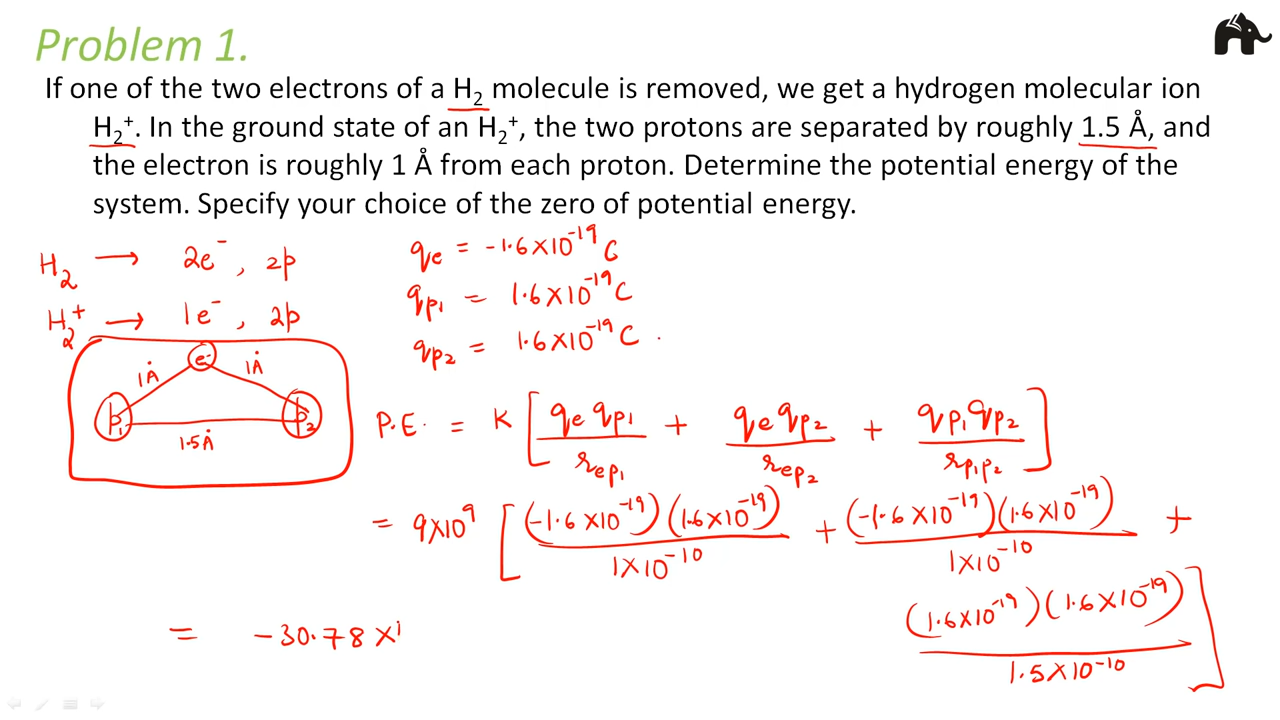 Problem 1.
If one of the two electrons of a H₂ molecule is removed, we get a hydrogen molecular ion
H₂⁺. In the ground state of an H₂⁺, the two protons are separated by roughly 1.5 Å, and
the electron is roughly 1 Å from each proton. Determine the potential energy of the
system. Specify your choice of the zero of potential energy.
H₂ → 2e⁻, 2p
H₂⁺ → 1e⁻, 2p
e⁻
1Å 1Å
p₁ p₂
1.5Å
qe = -1.6×10⁻¹⁹ C
qp₁ = 1.6×10⁻¹⁹ C
qp₂ = 1.6×10⁻¹⁹ C
P.E. = K [ qe qp₁ / rep₁ + qe qp₂ / rep₂ + qp₁ qp₂ / rp₁p₂ ]
= 9×10⁹ [ (-1.6×10⁻¹⁹)(1.6×10⁻¹⁹) / 1×10⁻¹⁰ + (-1.6×10⁻¹⁹)(1.6×10⁻¹⁹) / 1×10⁻¹⁰ +
(1.6×10⁻¹⁹)(1.6×10⁻¹⁹) / 1.5×10⁻¹⁰ ]
= -30.78 ×1